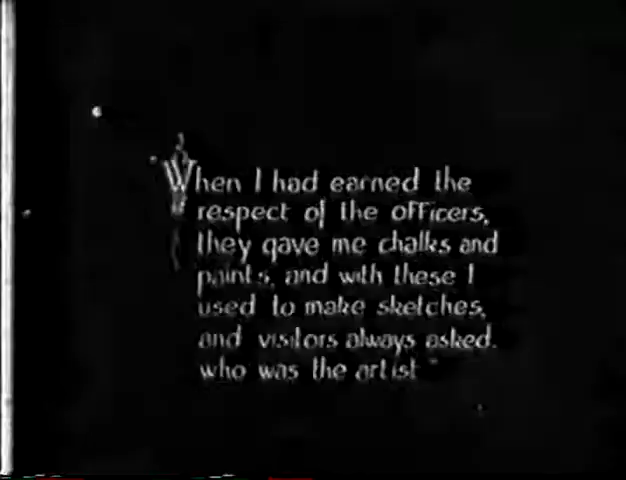 When I had earned the
respect of the officers,
they gave me chalks and
paints, and with these I
used to make sketches,
and visitors always asked.
who was the artist"